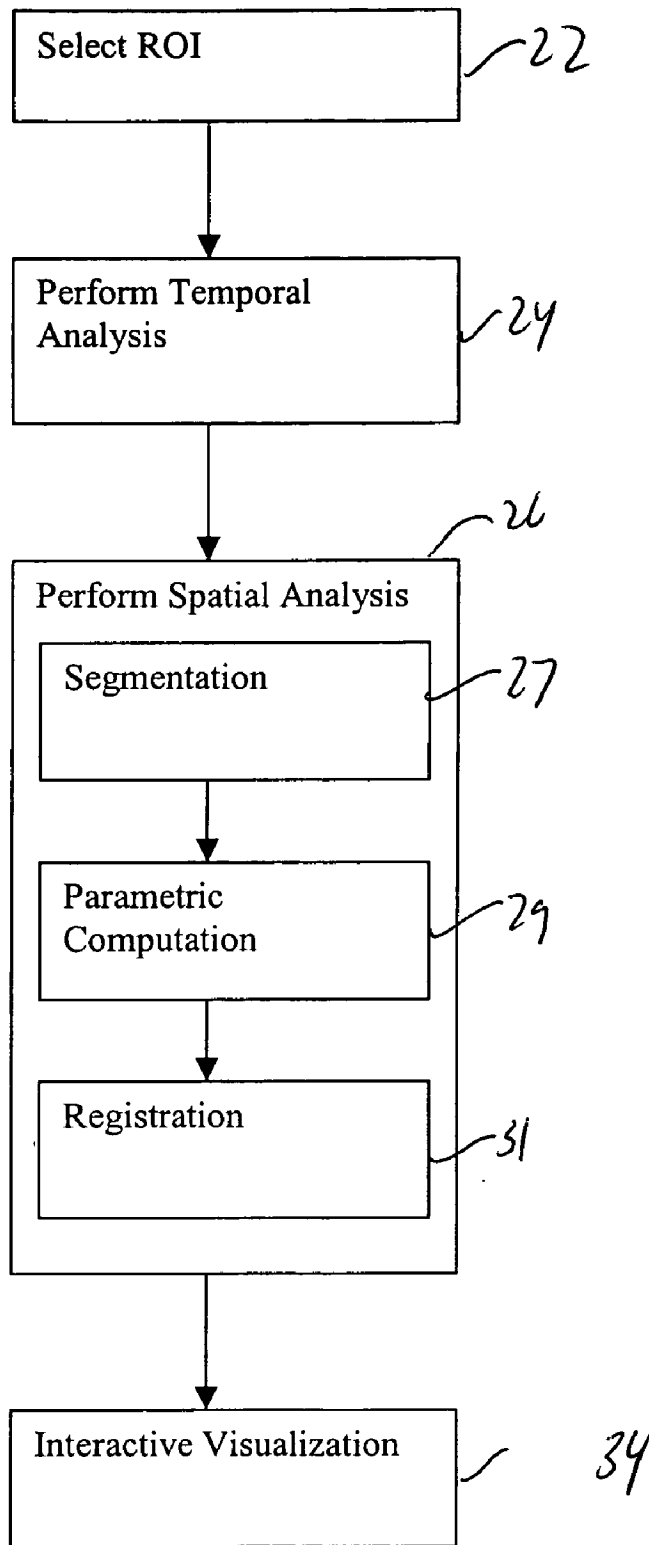 Select ROI
22
Perform Temporal
Analysis
24
26
Perform Spatial Analysis
Segmentation
27
Parametric
Computation
29
Registration
31
Interactive Visualization
34